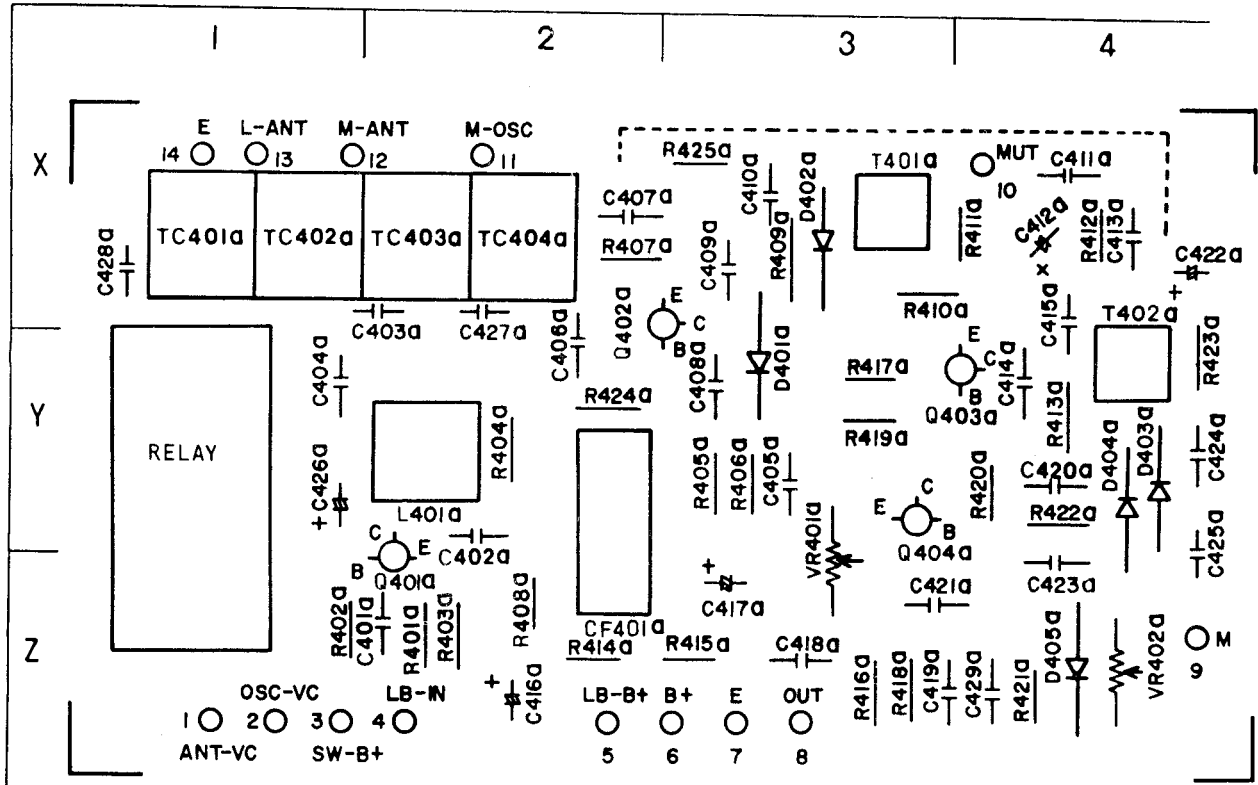 1 2 3 4
X
Y
Z
E L-ANT M-ANT M-OSC
14 13 12 11
R425a
T401a
MUT
10
C411a
C410a
D402a
C407a
TC401a TC402a TC403a TC404a
C428a
R407a
C409a
R409a
R411a
C412a
x
R412a
C413a
C422a
+
C403a
C427a
C406a
Q402a
E
C
B
R410a
C415a
T402a
C404a
D401a
C408a
R417a
E
C
B
Q403a
C414a
R423a
R424a
R413a
RELAY
R404a
R419a
D404a
D403a
C424a
+C426a
L401a
R405a
R406a
C405a
E
C
B
Q404a
R420a
C420a
R422a
C
E
B
Q401a
C402a
VR401a
C425a
+
C417a
C421a
C423a
R402a
C401a
R401a
R403a
R408a
CF401a
R414a
R415a
C418a
D405a
VR402a
M
9
R416a
R418a
C419a
C429a
R421a
OSC-VC
LB-IN
+
C416a
LB-B+ B+ E OUT
1 2 3 4
5 6 7 8
ANT-VC SW-B+